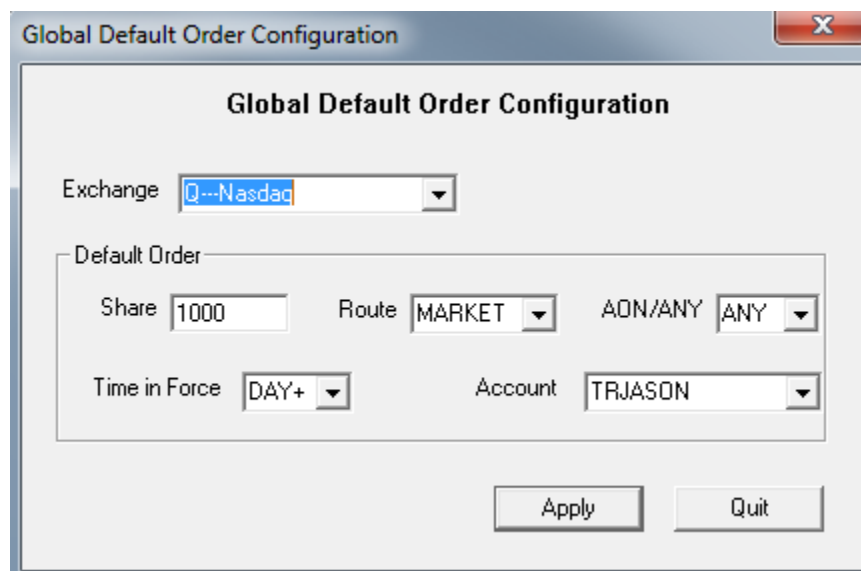 Global Default Order Configuration
Global Default Order Configuration
Exchange Q---Nasdaq
Default Order
Share 1000 Route MARKET AON/ANY ANY
Time in Force DAY+ Account TRJASON
Apply Quit